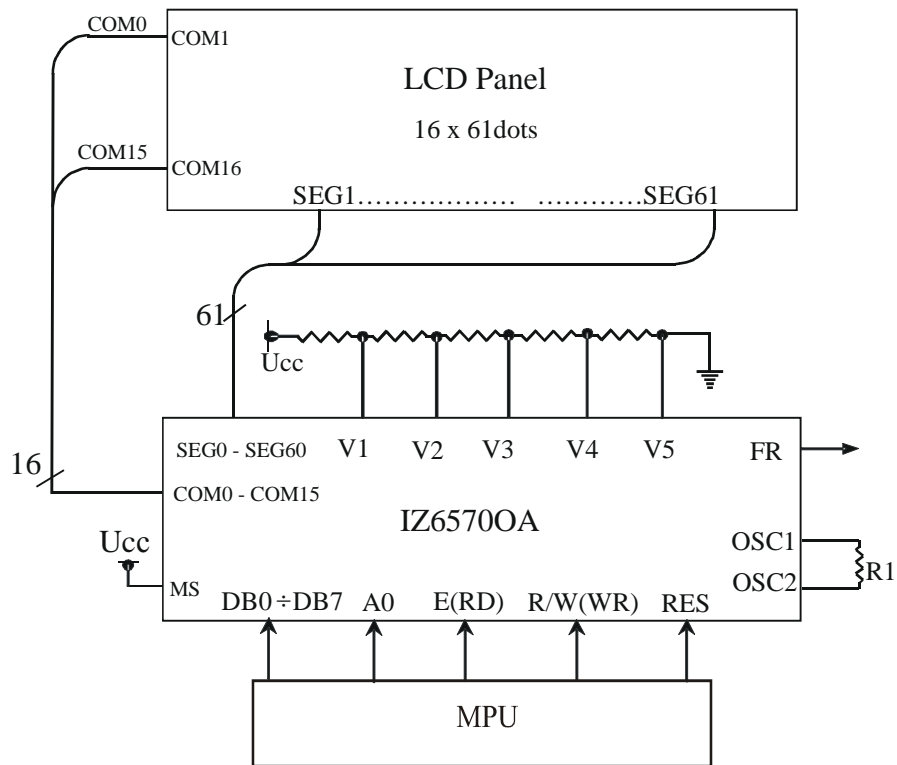 COM0
COM1
LCD Panel
16 x 61dots
COM15
COM16
SEG1.................. ............SEG61
61
Ucc
SEG0 - SEG60 V1 V2 V3 V4 V5 FR
16
COM0 - COM15
IZ6570OA
Ucc
OSC1
R1
OSC2
MS
DB0 ÷DB7 A0 E(RD) R/W(WR) RES
MPU